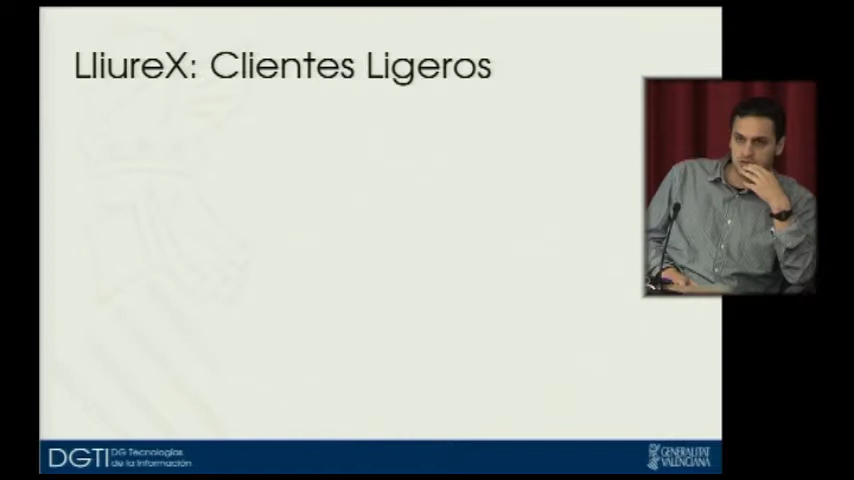 LliureX: Clientes Ligeros
DGTI DG Tecnologías
de la Información
GENERALITAT
VALENCIANA